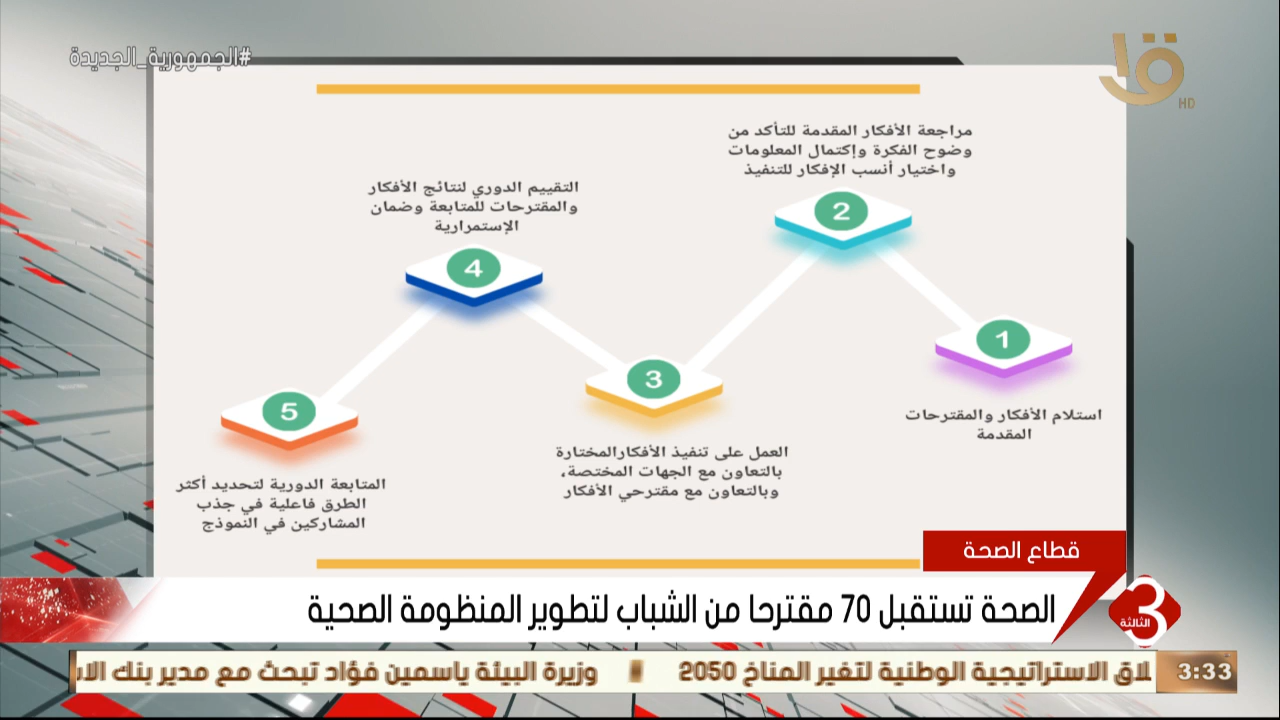 #الجمهورية_الجديدة
HD
مراجعة الأفكار المقدمة للتأكد من
وضوح الفكرة وإكتمال المعلومات
واختيار أنسب الإفكار للتنفيذ
2
1
استلام الأفكار والمقترحات
المقدمة
3
العمل على تنفيذ الأفكارالمختارة
بالتعاون مع الجهات المختصة،
وبالتعاون مع مقترحي الأفكار
التقييم الدوري لنتائج الأفكار
والمقترحات للمتابعة وضمان
الإستمرارية
4
5
المتابعة الدورية لتحديد أكثر
الطرق فاعلية في جذب
المشاركين في النموذج
قطاع الصحة
الصحة تستقبل 70 مقترحا من الشباب لتطوير المنظومة الصحية
3 الثالثة
3:33
الاستراتيجية الوطنية لتغير المناخ 2050
وزيرة البيئة ياسمين فؤاد تبحث مع مدير بنك